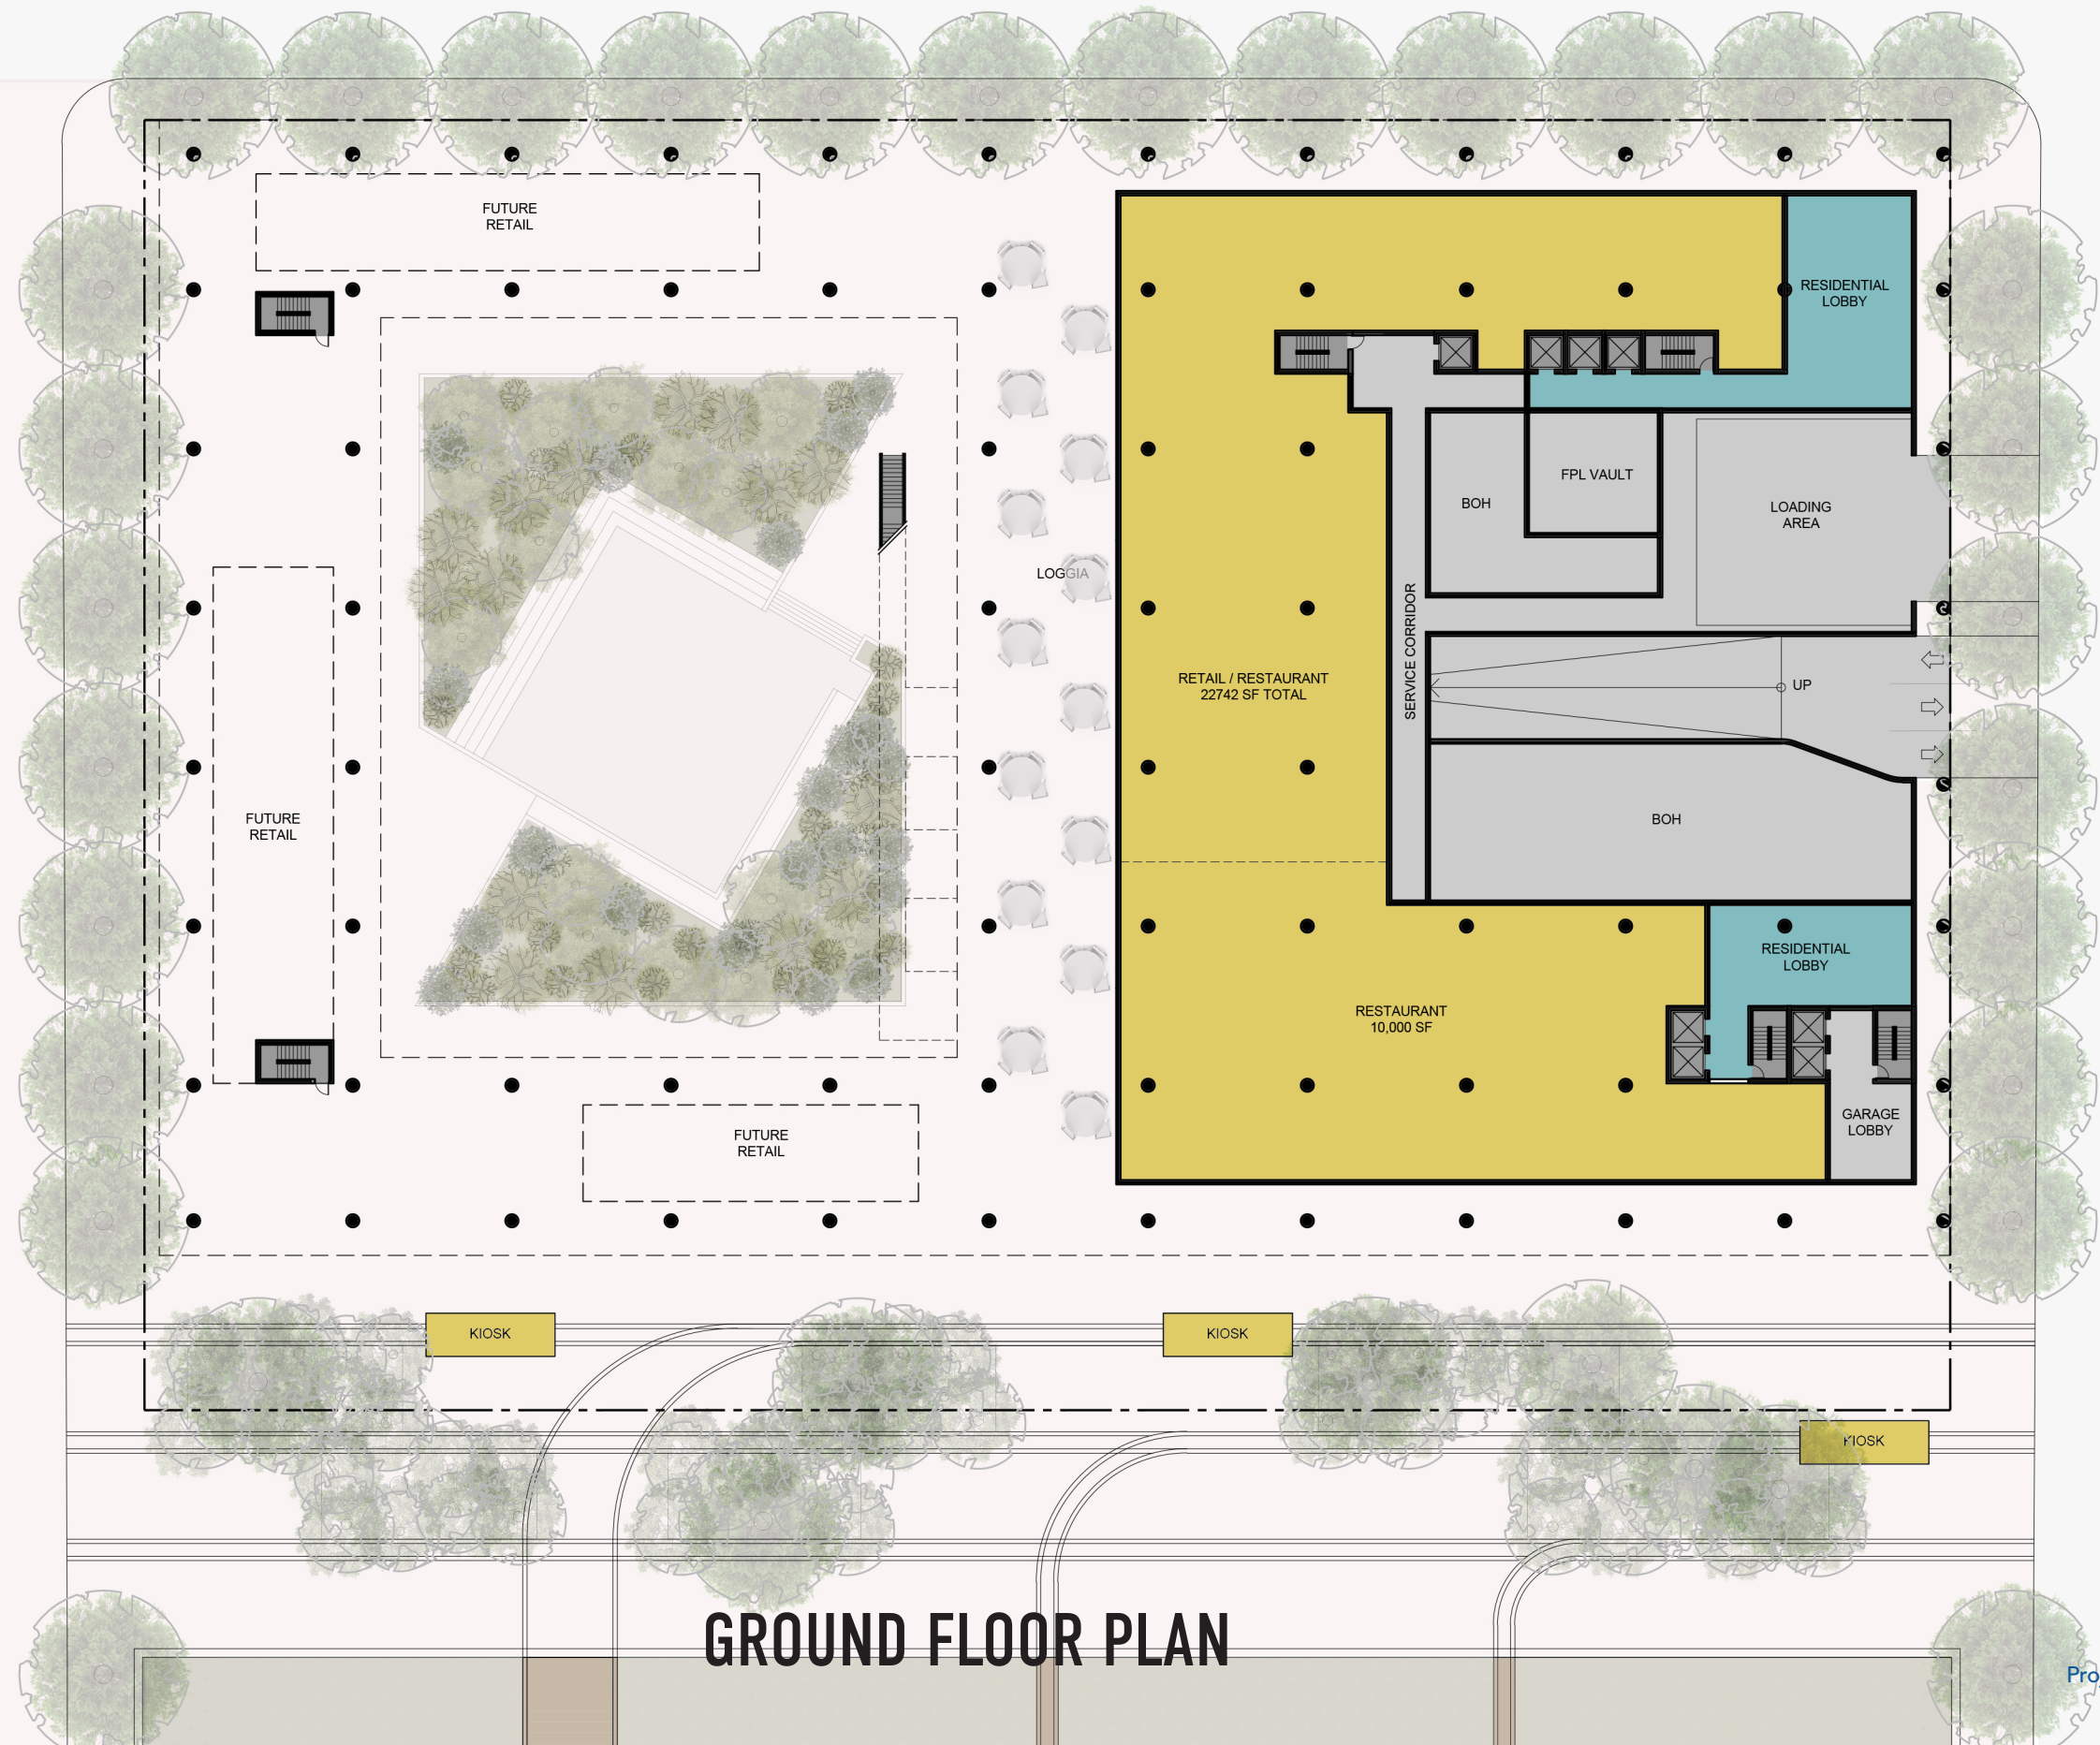 FUTURE
RETAIL
RESIDENTIAL
LOBBY
FPL VAULT
BOH
LOADING
AREA
LOGGIA
SERVICE CORRIDOR
RETAIL / RESTAURANT
22742 SF TOTAL
UP
FUTURE
RETAIL
BOH
RESIDENTIAL
LOBBY
RESTAURANT
10,000 SF
GARAGE
LOBBY
FUTURE
RETAIL
KIOSK
KIOSK
KIOSK
GROUND FLOOR PLAN